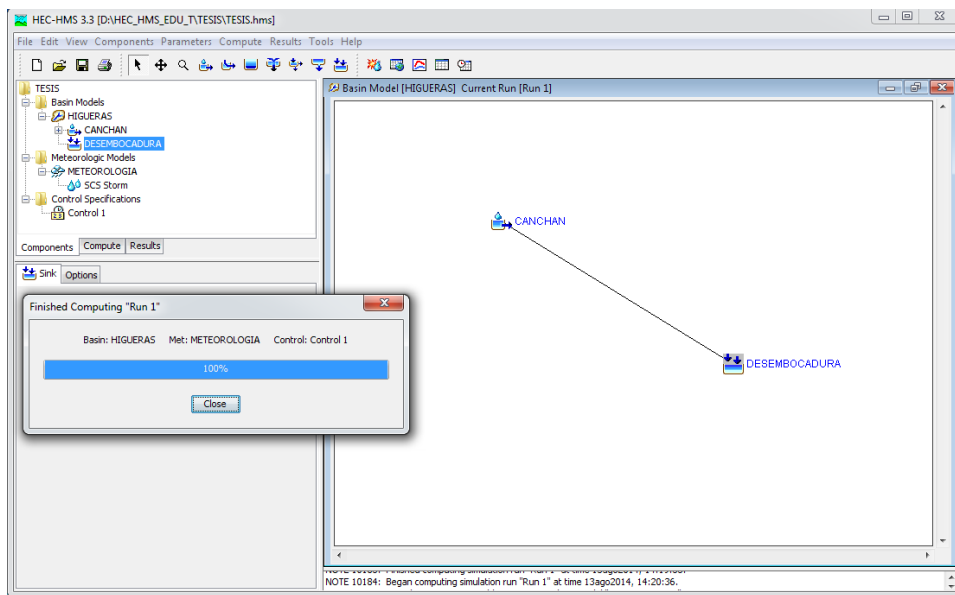 HEC-HMS 3.3 [D:\HEC_HMS_EDU_T\TESIS\TESIS.hms]
File Edit View Components Parameters Compute Results Tools Help
TESIS
Basin Models
HIGUERAS
CANCHAN
DESEMBOCADURA
Meteorologic Models
METEOROLOGIA
SCS Storm
Control Specifications
Control 1
Components Compute Results
Sink Options
Finished Computing "Run 1"
Basin: HIGUERAS Met: METEOROLOGIA Control: Control 1
100%
Close
Basin Model [HIGUERAS] Current Run [Run 1]
CANCHAN
DESEMBOCADURA
NOTE 10184: Began computing simulation run "Run 1" at time 13ago2014, 14:20:36.